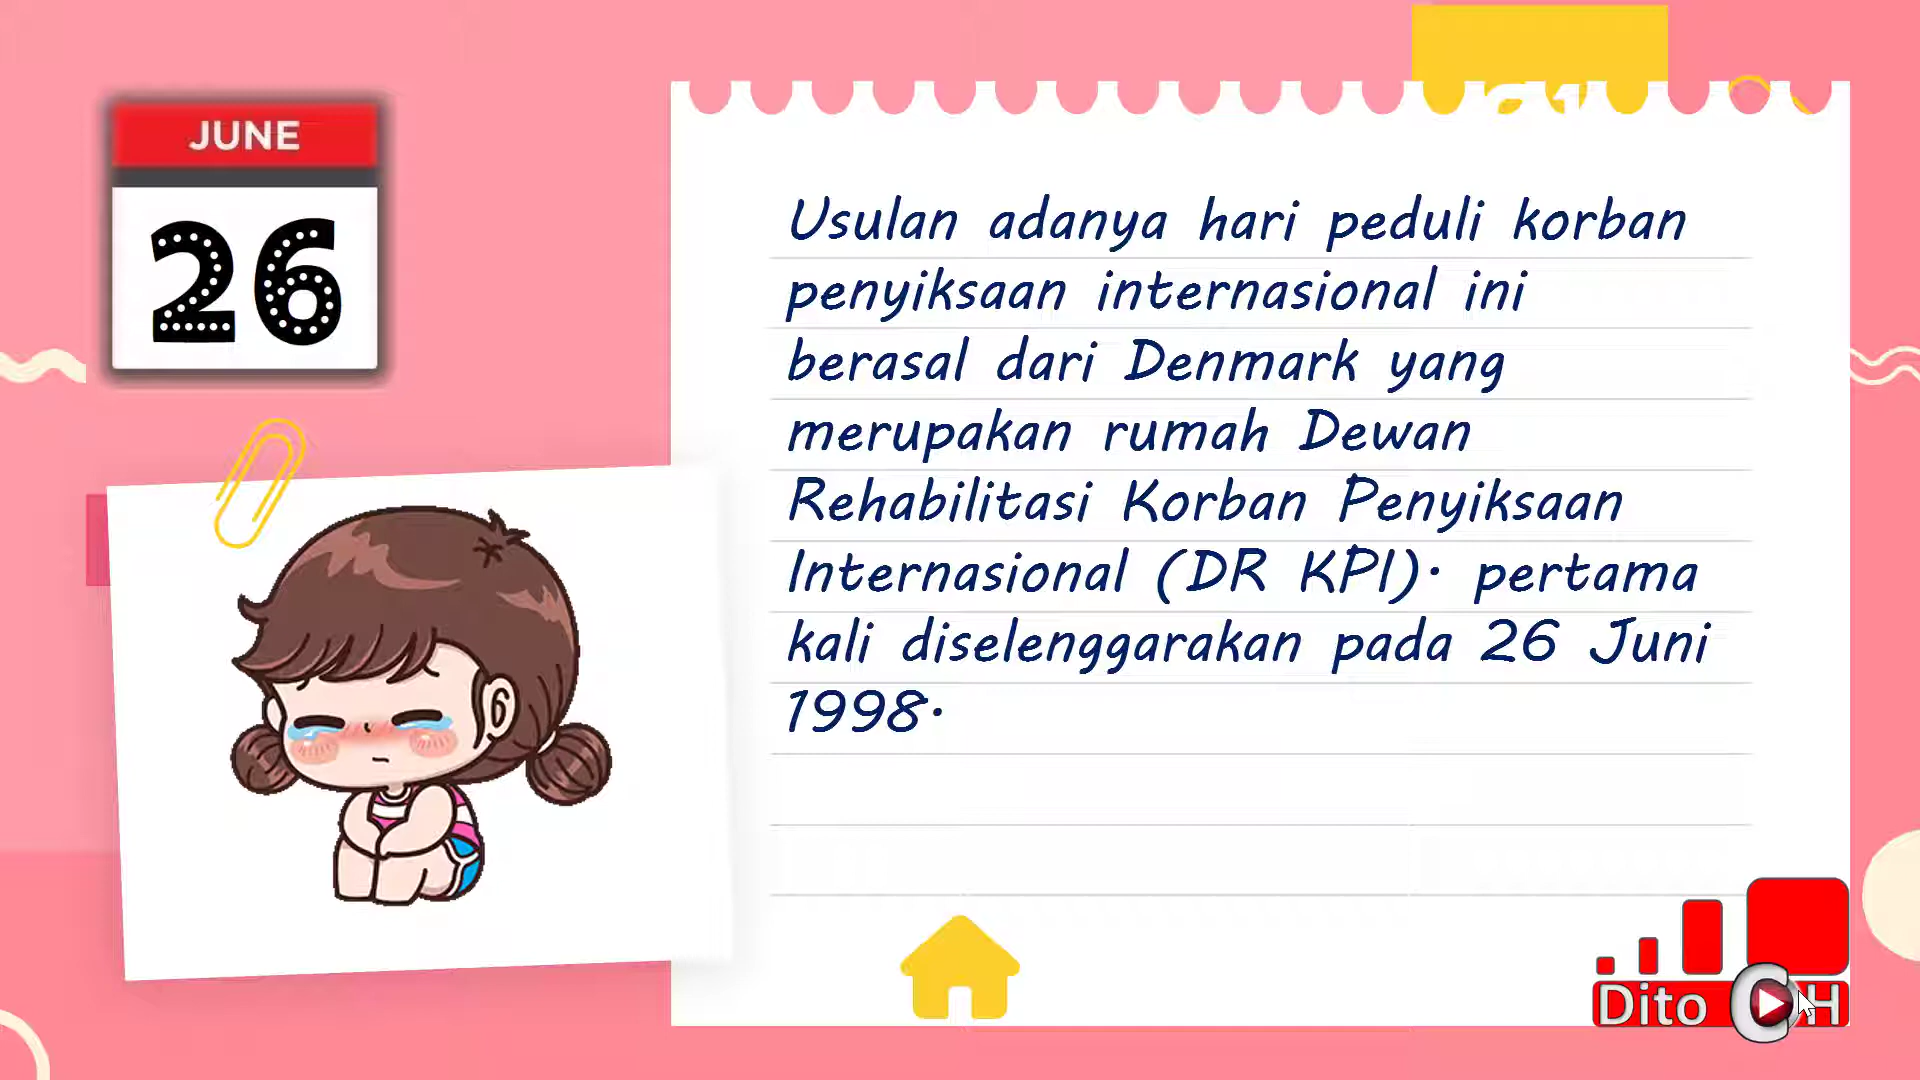 JUNE
26
Usulan adanya hari peduli korban
penyiksaan internasional ini
berasal dari Denmark yang
merupakan rumah Dewan
Rehabilitasi Korban Penyiksaan
Internasional (DR KPI). pertama
kali diselenggarakan pada 26 Juni
1998.
Dito CH